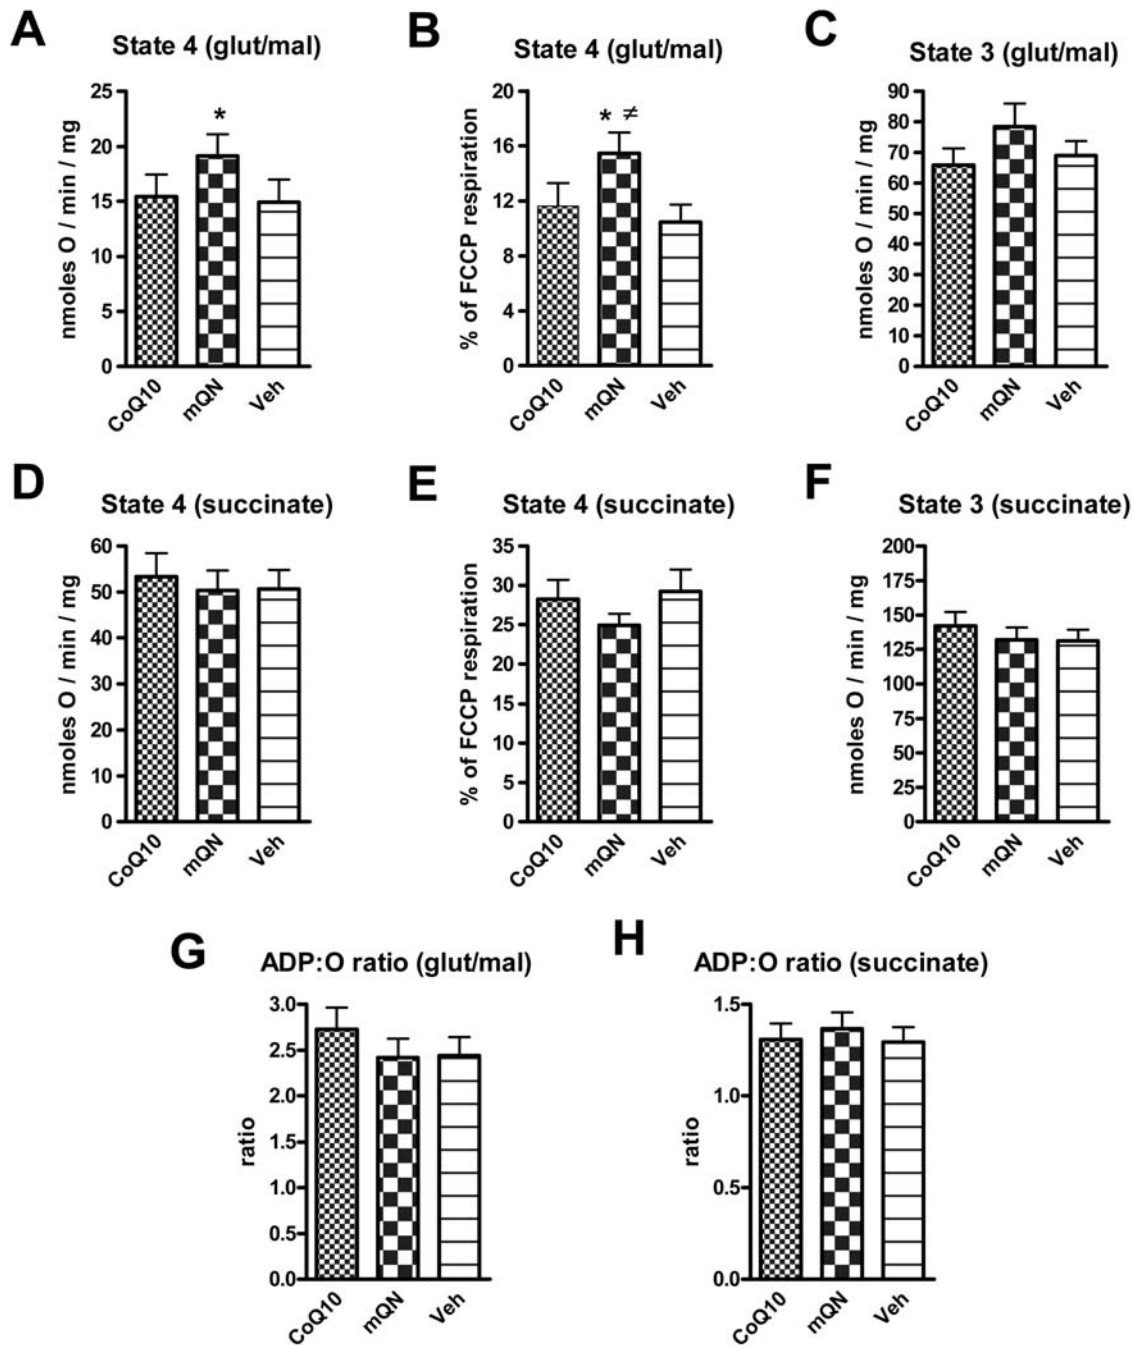 A
State 4 (glut/mal)
nmoles O / min / mg
25
20
15
10
5
0
*
CoQ10
mQN
Veh
B
State 4 (glut/mal)
% of FCCP respiration
16
12
8
4
0
20
* ≠
CoQ10
mQN
Veh
C
State 3 (glut/mal)
nmoles O / min / mg
90
80
70
60
50
40
30
20
10
0
CoQ10
mQN
Veh
D
State 4 (succinate)
nmoles O / min / mg
60
50
40
30
20
10
0
CoQ10
mQN
Veh
E
State 4 (succinate)
% of FCCP respiration
35
30
25
20
15
10
5
0
CoQ10
mQN
Veh
F
State 3 (succinate)
nmoles O / min / mg
200
175
150
125
100
75
50
25
0
CoQ10
mQN
Veh
G
ADP:O ratio (glut/mal)
ratio
3.0
2.5
2.0
1.5
1.0
0.5
0.0
CoQ10
mQN
Veh
H
ADP:O ratio (succinate)
ratio
1.5
1.0
0.5
0.0
CoQ10
mQN
Veh